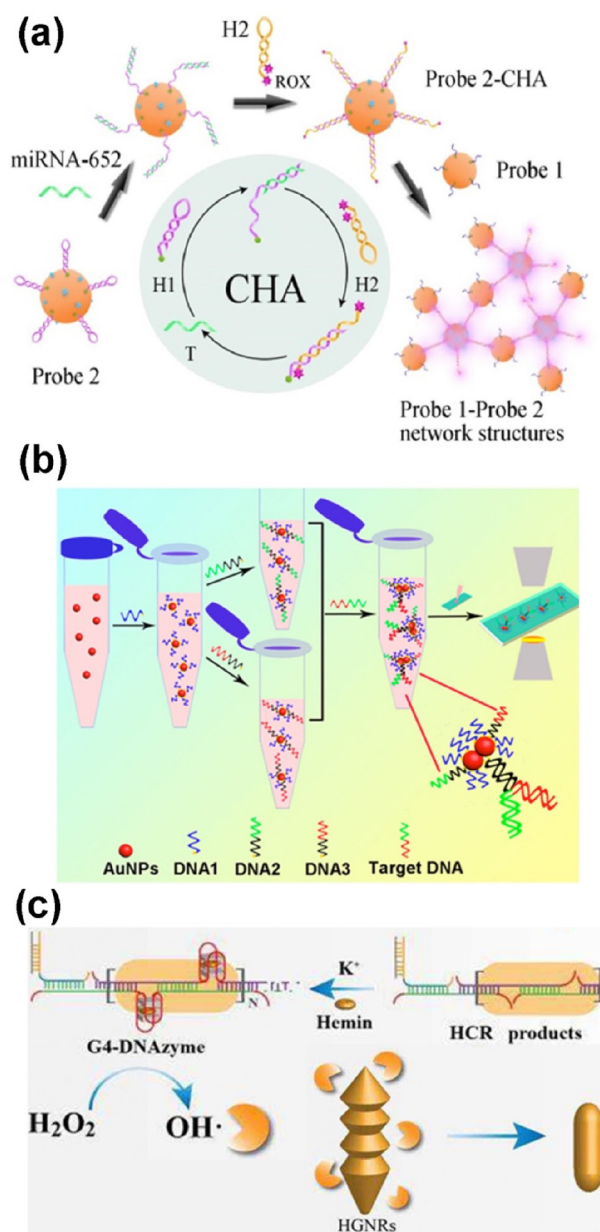 (a)
H2
ROX
Probe 2-CHA
miRNA-652
Probe 1
H1
CHA
H2
T
Probe 2
Probe 1-Probe 2
network structures
(b)
AuNPs
DNA1
DNA2
DNA3
Target DNA
(c)
K+
Hemin
N
G4-DNAzyme
HCR products
H₂O₂
OH·
HGNRs